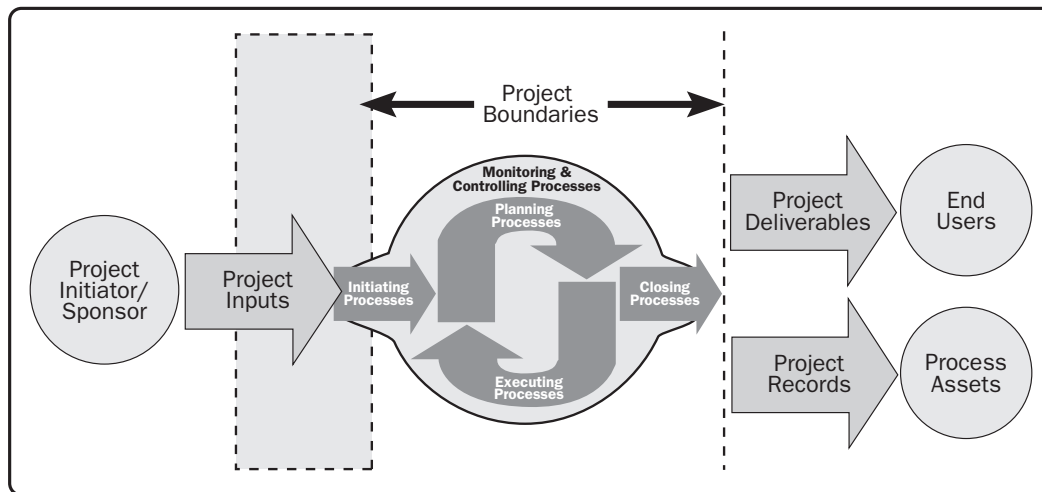 Project
Boundaries
Monitoring &
Controlling Processes
Planning
Processes
Project
Initiator/
Sponsor
Project
Inputs
Initiating
Processes
Closing
Processes
Executing
Processes
Project
Deliverables
End
Users
Project
Records
Process
Assets